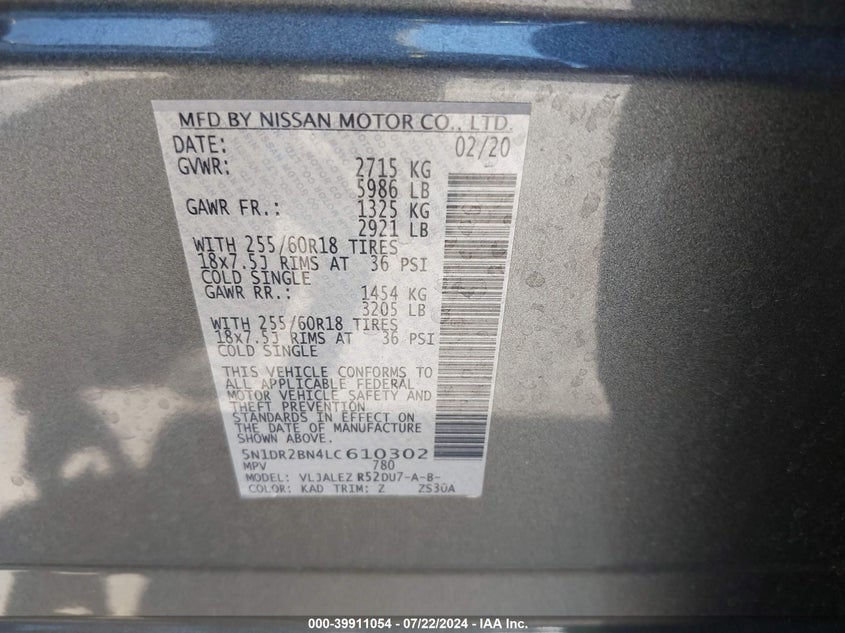 MFD BY NISSAN MOTOR CO., LTD.
DATE: 02/20
GVWR: 2715 KG
5986 LB
GAWR FR.: 1325 KG
2921 LB
WITH 255/60R18 TIRES
18x7.5J RIMS AT 36 PSI
COLD SINGLE
GAWR RR.: 1454 KG
3205 LB
WITH 255/60R18 TIRES
18x7.5J RIMS AT 36 PSI
COLD SINGLE
THIS VEHICLE CONFORMS TO
ALL APPLICABLE FEDERAL
MOTOR VEHICLE SAFETY AND
THEFT PREVENTION
STANDARDS IN EFFECT ON
THE DATE OF MANUFACTURE
SHOWN ABOVE.
5N1DR2BN4LC610302
MPV 780
MODEL: VLJALEZ R52DU7-A-B-
COLOR: KAD TRIM: Z ZS30A
000-39911054 - 07/22/2024 - IAA Inc.